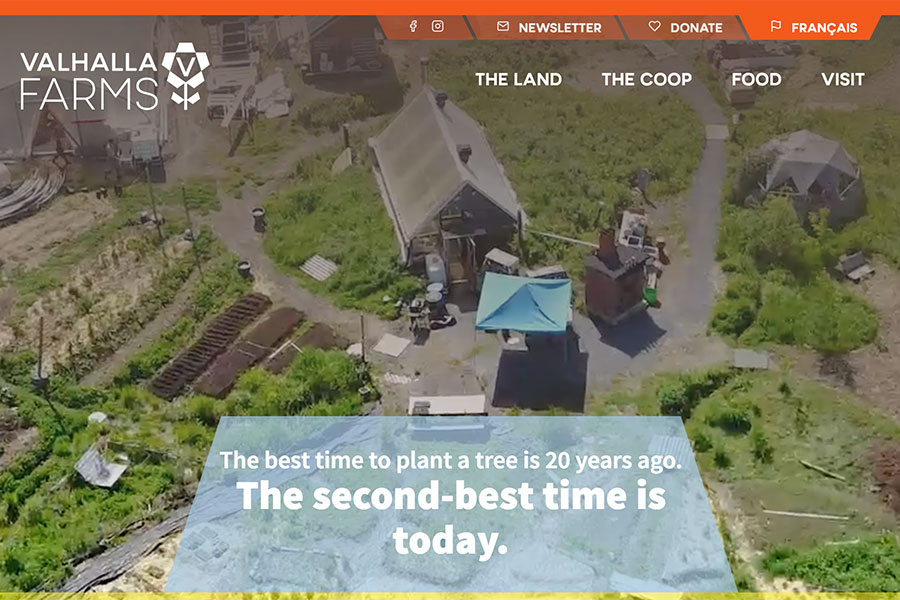 NEWSLETTER
DONATE
FRANÇAIS
VALHALLA
FARMS
V
THE LAND
THE COOP
FOOD
VISIT
The best time to plant a tree is 20 years ago.
The second-best time is
today.